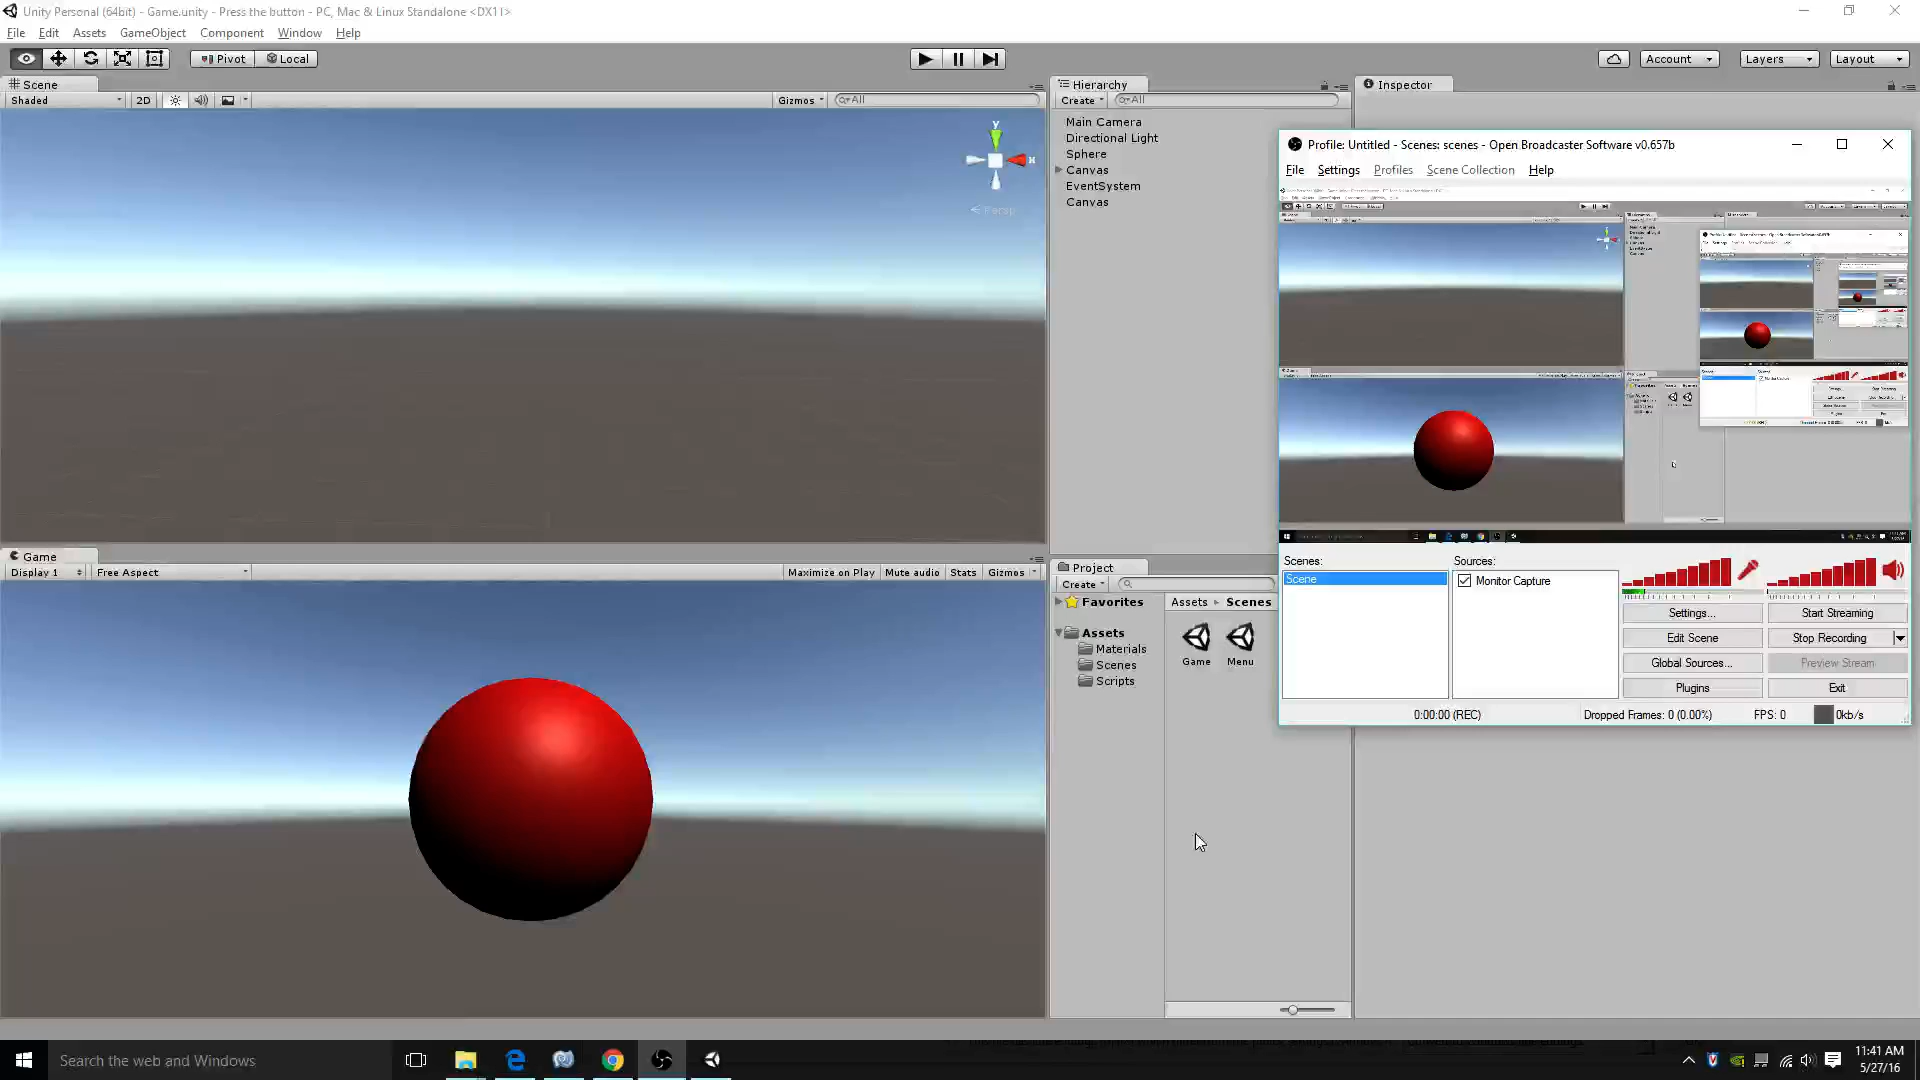 Unity Personal (64bit) - Game.unity - Press the button - PC, Mac & Linux Standalone <DX11>
File Edit Assets GameObject Component Window Help
Pivot Local
Account Layers Layout
Scene
Shaded 2D Gizmos All
y
x
Persp
Hierarchy
Create All
Main Camera
Directional Light
Sphere
Canvas
EventSystem
Canvas
Inspector
Profile: Untitled - Scenes: scenes - Open Broadcaster Software v0.657b
File Settings Profiles Scene Collection Help
Scenes: Sources:
Scene
Monitor Capture
Settings... Start Streaming
Edit Scene Stop Recording
Global Sources... Preview Stream
Plugins Exit
0:00:00 (REC) Dropped Frames: 0 (0.00%) FPS: 0 0kb/s
Game
Display 1 Free Aspect Maximize on Play Mute audio Stats Gizmos
Project
Create
Favorites
Assets
Materials
Scenes
Scripts
Assets Scenes
Game Menu
Search the web and Windows
11:41 AM
5/27/16